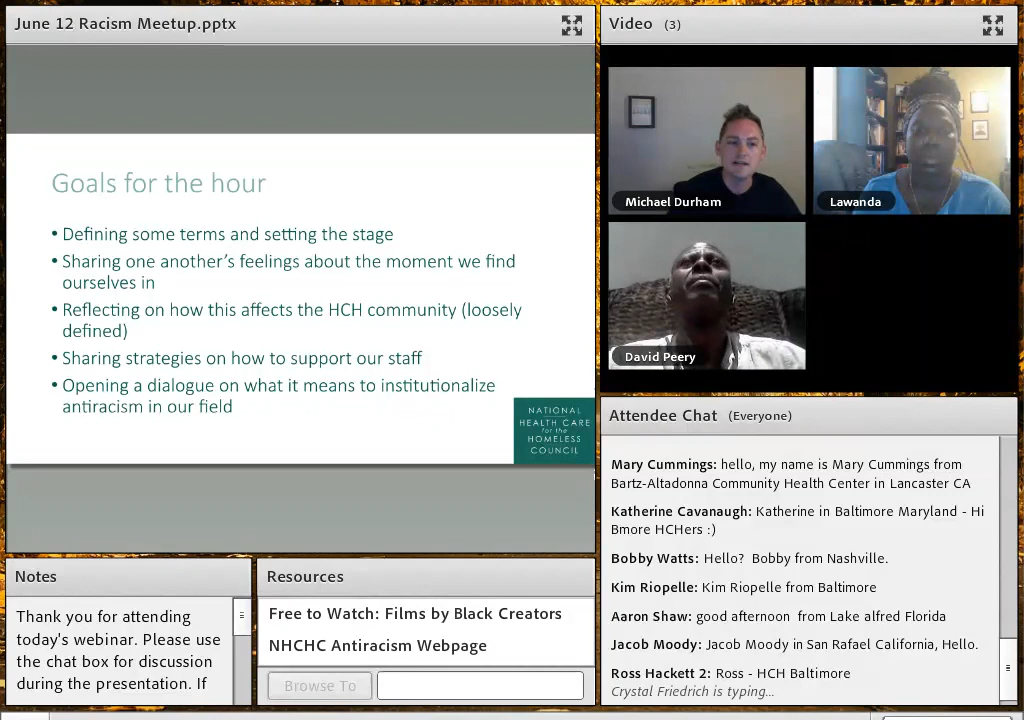 June 12 Racism Meetup.pptx
Goals for the hour
• Defining some terms and setting the stage
• Sharing one another's feelings about the moment we find
ourselves in
• Reflecting on how this affects the HCH community (loosely
defined)
• Sharing strategies on how to support our staff
• Opening a dialogue on what it means to institutionalize
antiracism in our field
NATIONAL
HEALTH CARE
for the
HOMELESS
COUNCIL
Video (3)
Michael Durham
Lawanda
David Peery
Attendee Chat (Everyone)
Mary Cummings: hello, my name is Mary Cummings from
Bartz-Altadonna Community Health Center in Lancaster CA
Katherine Cavanaugh: Katherine in Baltimore Maryland - Hi
Bmore HCHers :)
Bobby Watts: Hello?  Bobby from Nashville.
Kim Riopelle: Kim Riopelle from Baltimore
Aaron Shaw: good afternoon  from Lake alfred Florida
Jacob Moody: Jacob Moody in San Rafael California, Hello.
Ross Hackett 2: Ross - HCH Baltimore
Crystal Friedrich is typing...
Notes
Thank you for attending
today's webinar. Please use
the chat box for discussion
during the presentation. If
Resources
Free to Watch: Films by Black Creators
NHCHC Antiracism Webpage
Browse To